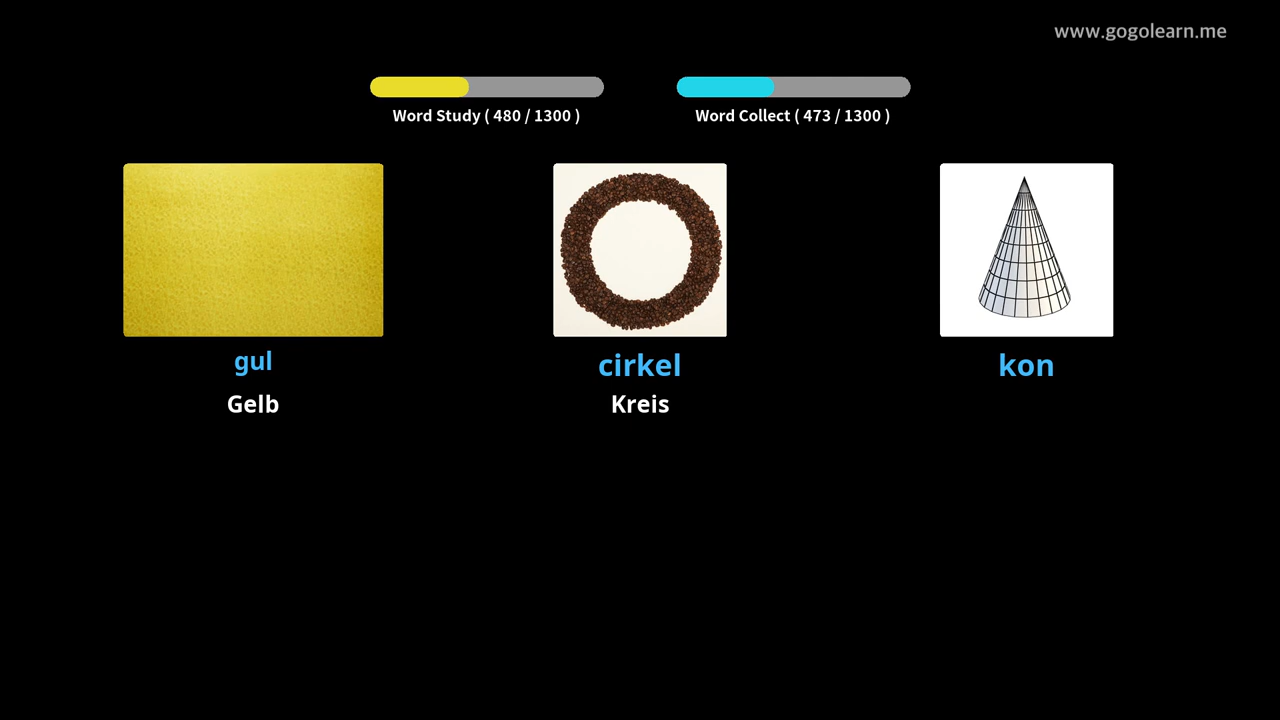 www.gogolearn.me
Word Study ( 480 / 1300 )
Word Collect ( 473 / 1300 )
gul
cirkel
kon
Gelb
Kreis